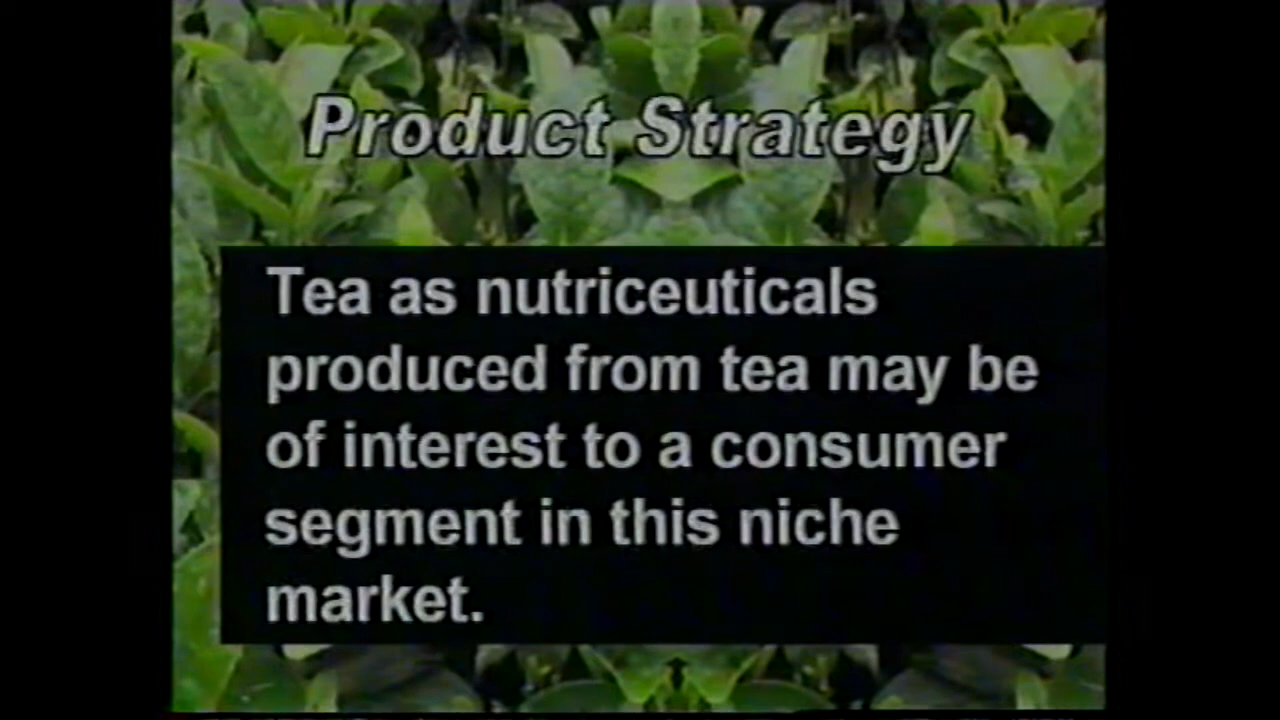 Product Strategy
Tea as nutriceuticals
produced from tea may be
of interest to a consumer
segment in this niche
market.